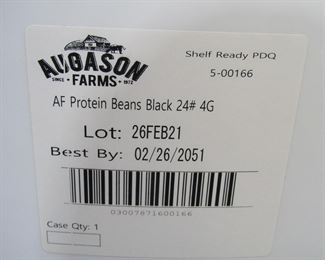 Shelf Ready PDQ
AUGASON
SINCE FARMS 1972
5-00166
AF Protein Beans Black 24# 4G
Lot: 26FEB21
Best By: 02/26/2051
03007871600166
Case Qty: 1